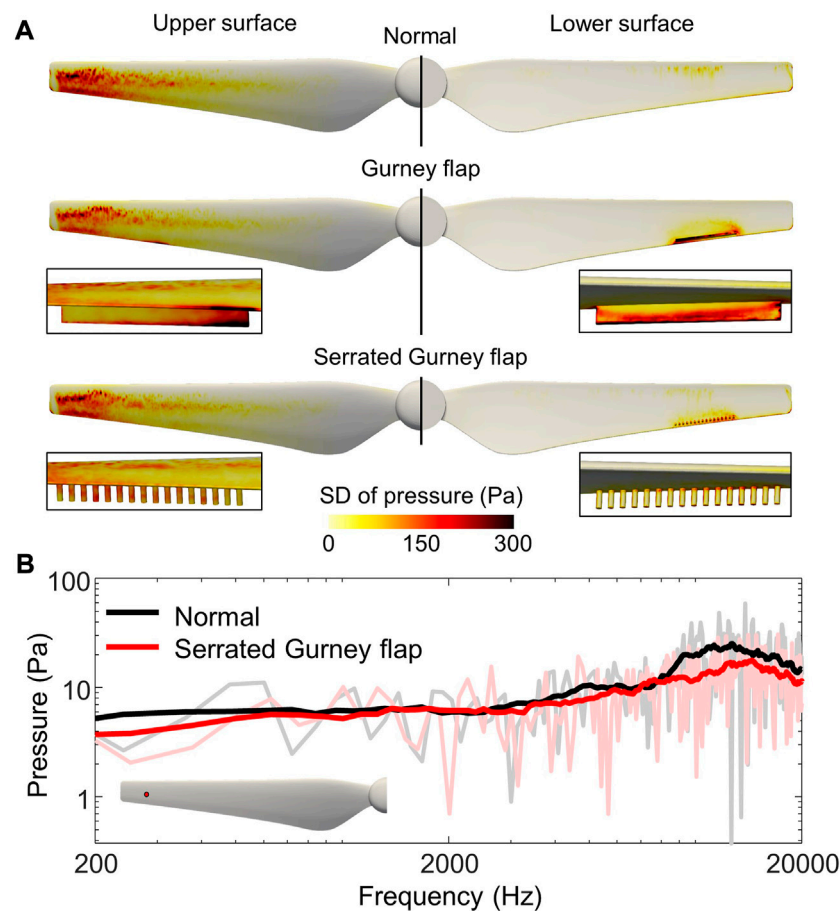 A
Upper surface
Lower surface
Normal
Gurney flap
Serrated Gurney flap
SD of pressure (Pa)
0
150
300
B
100
10
1
Pressure (Pa)
Normal
Serrated Gurney flap
200
2000
20000
Frequency (Hz)